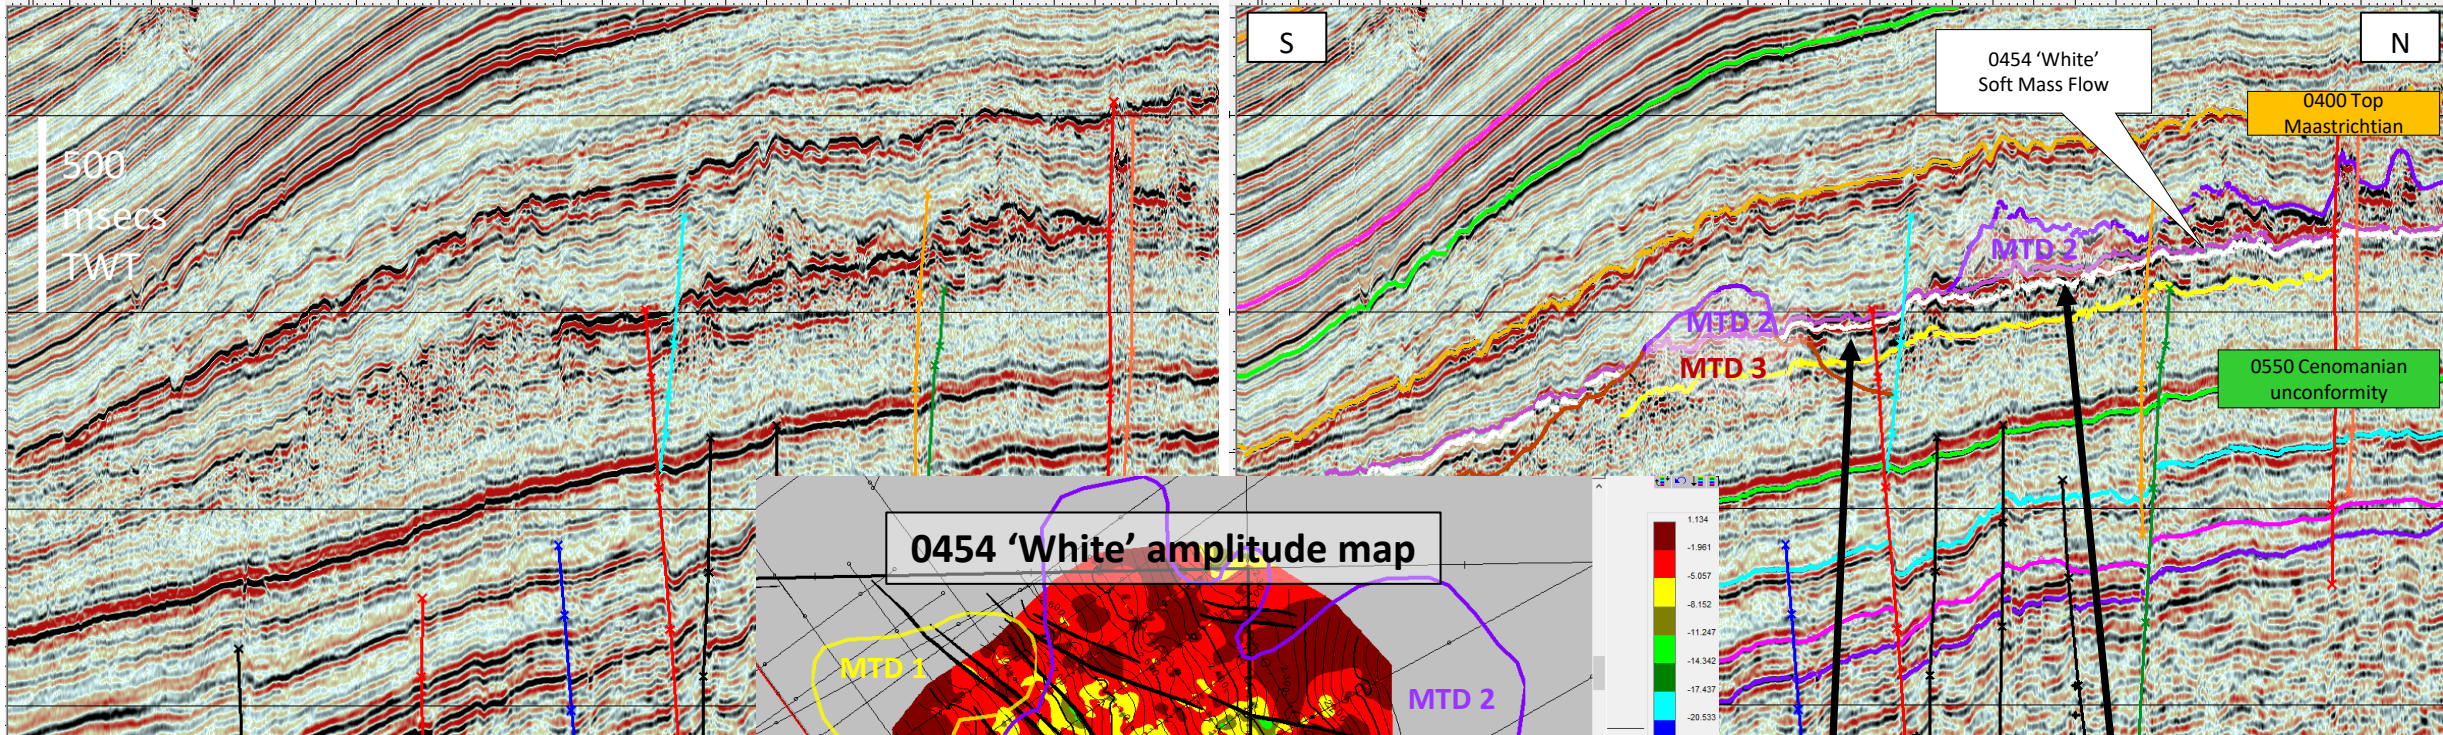 500
msecs
TWT
S
N
0454 ‘White’
Soft Mass Flow
0400 Top
Maastrichtian
MTD 2
MTD 2
MTD 3
0550 Cenomanian
unconformity
0454 ‘White’ amplitude map
MTD 1
MTD 2
1.134
-1.961
-5.057
-8.152
-11.247
-14.342
-17.437
-20.533